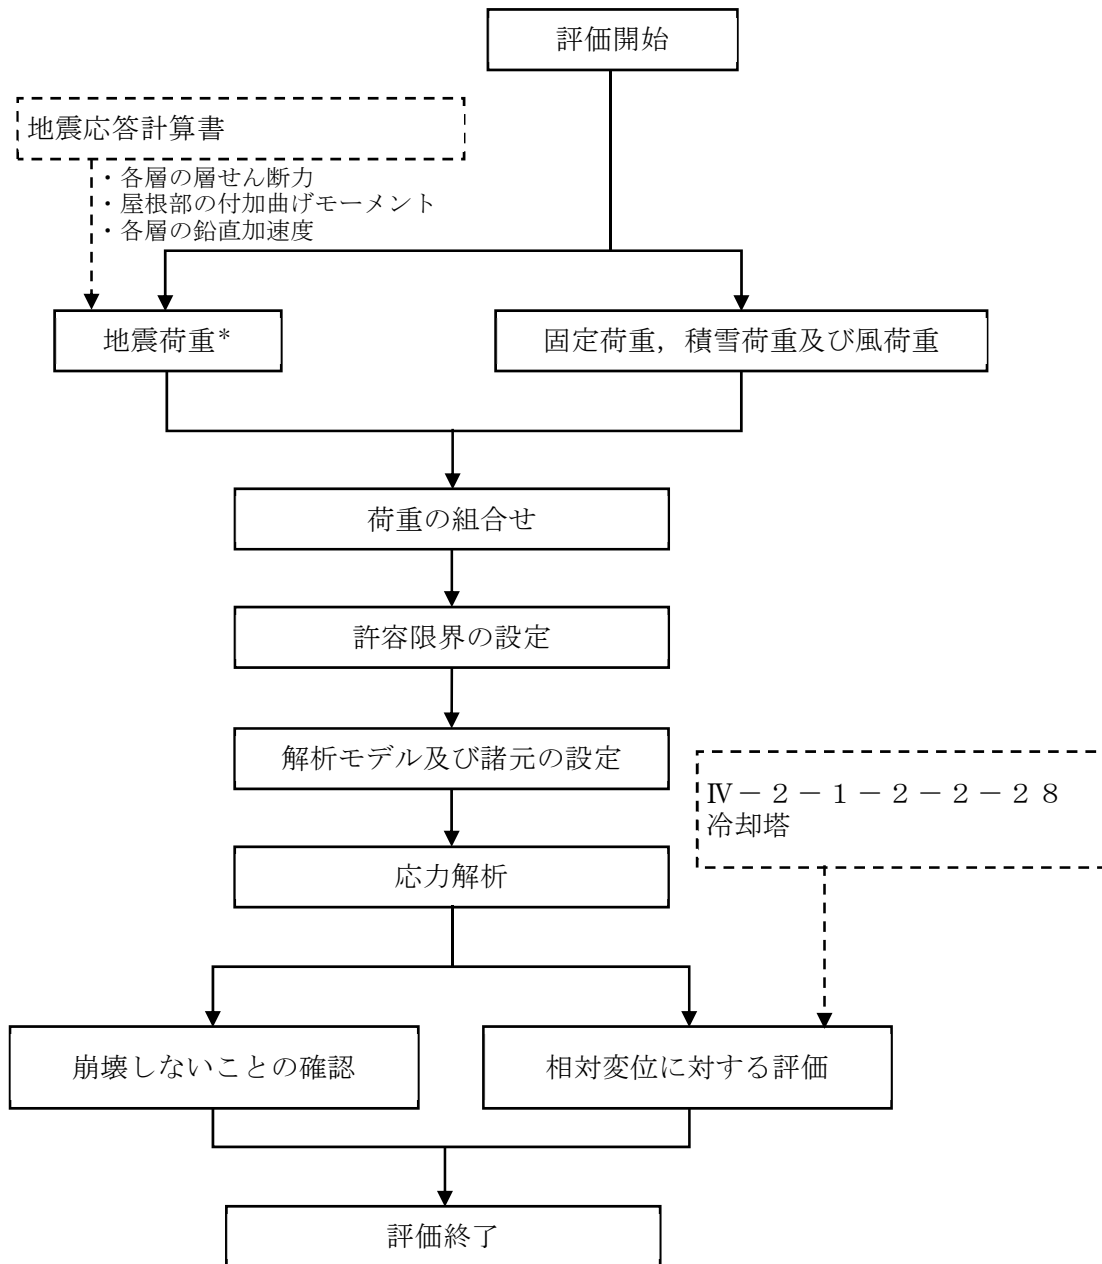 評価開始
地震応答計算書
・各層の層せん断力
・屋根部の付加曲げモーメント
・各層の鉛直加速度
地震荷重*
固定荷重，積雪荷重及び風荷重
荷重の組合せ
許容限界の設定
解析モデル及び諸元の設定
Ⅳ－２－１－２－２－２８
冷却塔
応力解析
崩壊しないことの確認
相対変位に対する評価
評価終了